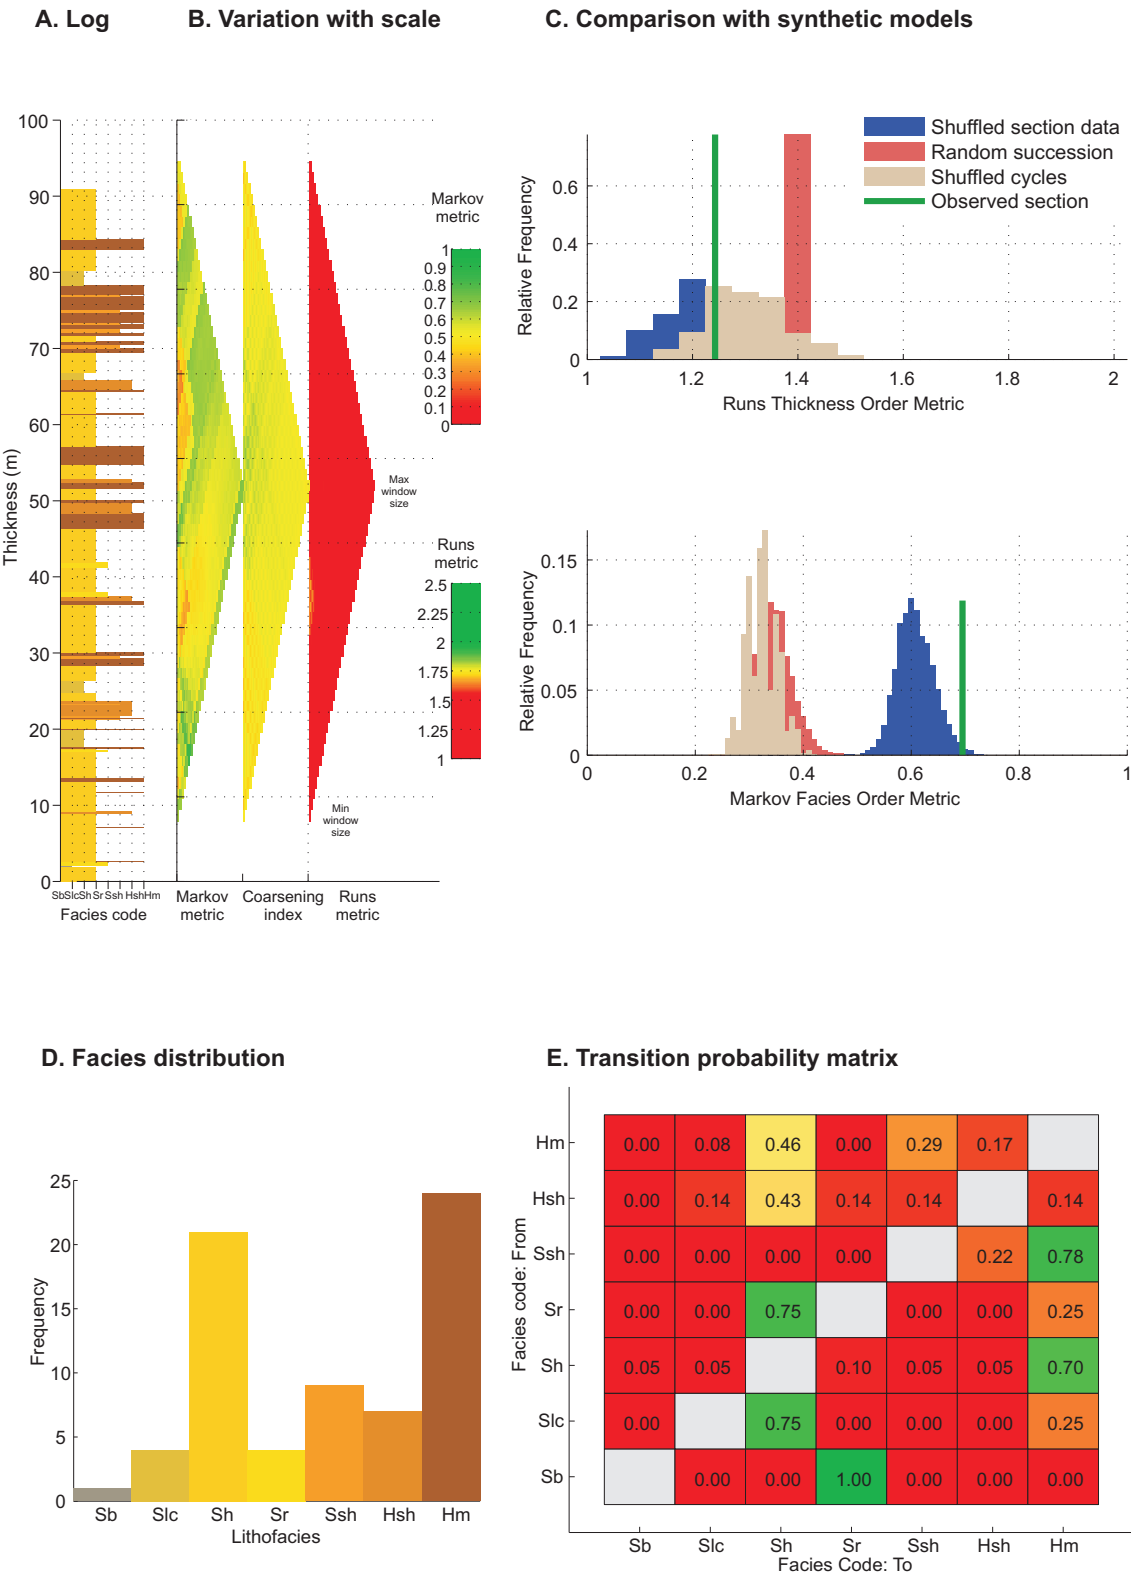 A. Log
B. Variation with scale
C. Comparison with synthetic models
100
90
80
70
60
50
40
30
20
10
0
Thickness (m)
SbSlcSh Sr Ssh HshHm
Facies code
Markov
metric
Coarsening
index
Runs
metric
Markov
metric
1
0.9
0.8
0.7
0.6
0.5
0.4
0.3
0.2
0.1
0
Max
window
size
Runs
metric
2.5
2.25
2
1.75
1.5
1.25
1
Min
window
size
Shuffled section data
Random succession
Shuffled cycles
Observed section
Relative Frequency
0.6
0.4
0.2
0
1 1.2 1.4 1.6 1.8 2
Runs Thickness Order Metric
Relative Frequency
0.15
0.1
0.05
0
0 0.2 0.4 0.6 0.8 1
Markov Facies Order Metric
D. Facies distribution
Frequency
25
20
15
10
5
0
Sb Slc Sh Sr Ssh Hsh Hm
Lithofacies
E. Transition probability matrix
Facies code: From
Hm 0.00 0.08 0.46 0.00 0.29 0.17
Hsh 0.00 0.14 0.43 0.14 0.14 0.14
Ssh 0.00 0.00 0.00 0.00 0.22 0.78
Sr 0.00 0.00 0.75 0.00 0.00 0.25
Sh 0.05 0.05 0.10 0.05 0.05 0.70
Slc 0.00 0.75 0.00 0.00 0.00 0.25
Sb 0.00 0.00 1.00 0.00 0.00 0.00
Sb Slc Sh Sr Ssh Hsh Hm
Facies Code: To